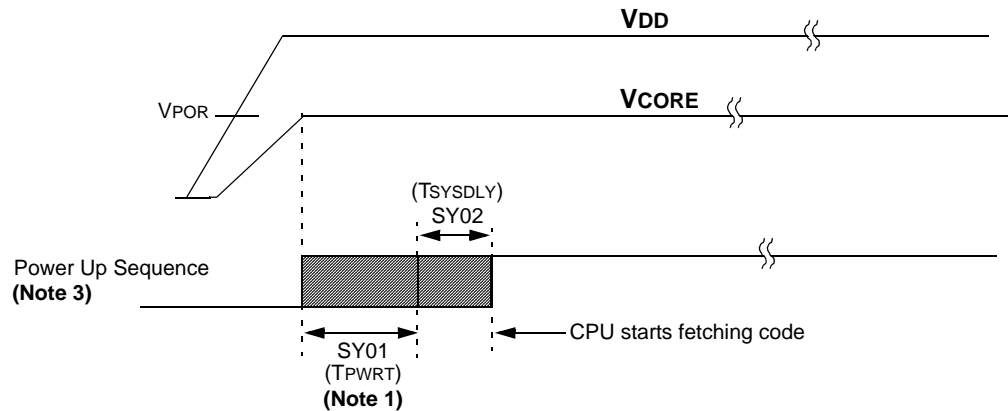 VDD
VPOR
VCORE
(TSYSDLY)
SY02
Power Up Sequence
(Note 3)
CPU starts fetching code
SY01
(TPWRT)
(Note 1)